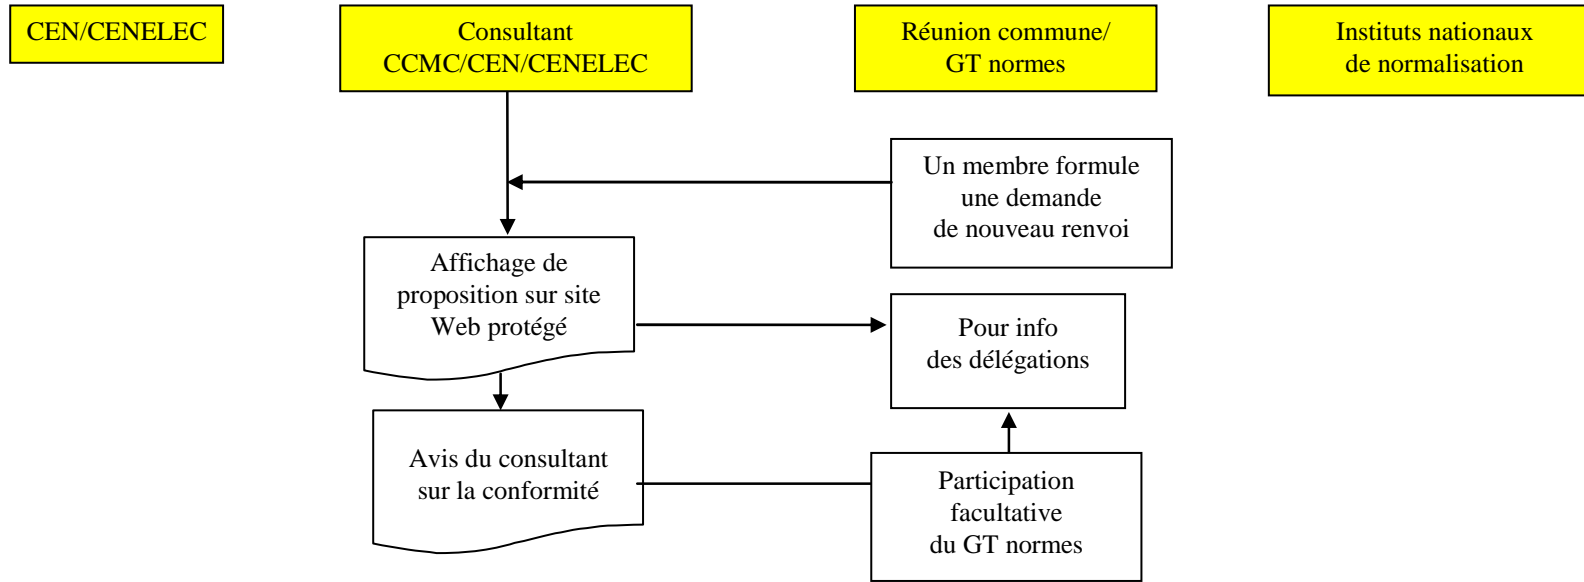 CEN/CENELEC
Consultant
CCMC/CEN/CENELEC
Réunion commune/
GT normes
Instituts nationaux
de normalisation
Un membre formule
une demande
de nouveau renvoi
Affichage de
proposition sur site
Web protégé
Pour info
des délégations
Avis du consultant
sur la conformité
Participation
facultative
du GT normes